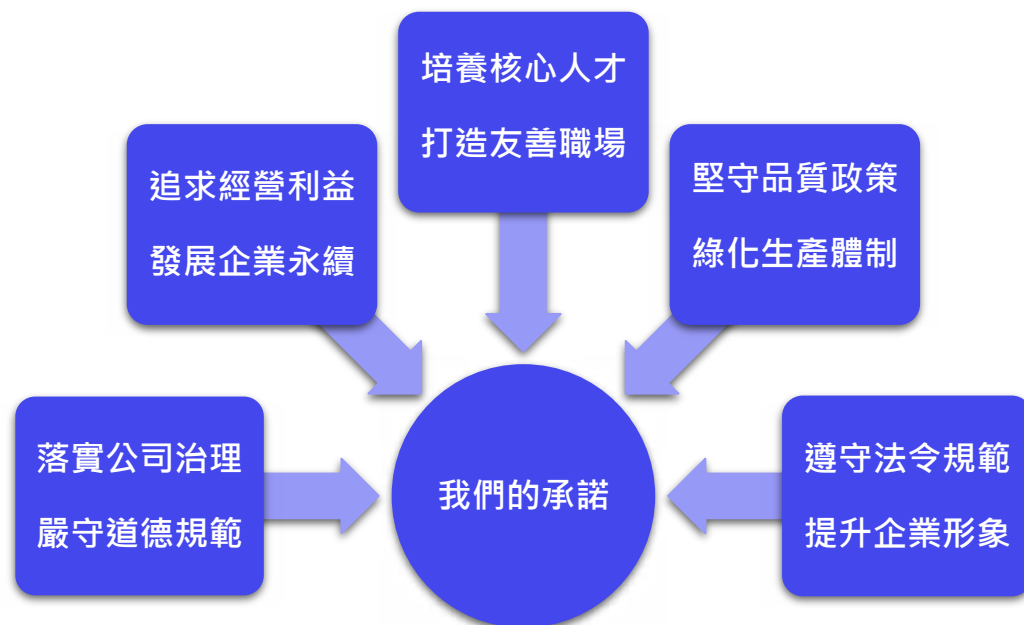 培養核心人才
打造友善職場
追求經營利益
發展企業永續
堅守品質政策
綠化生產體制
落實公司治理
嚴守道德規範
我們的承諾
遵守法令規範
提升企業形象